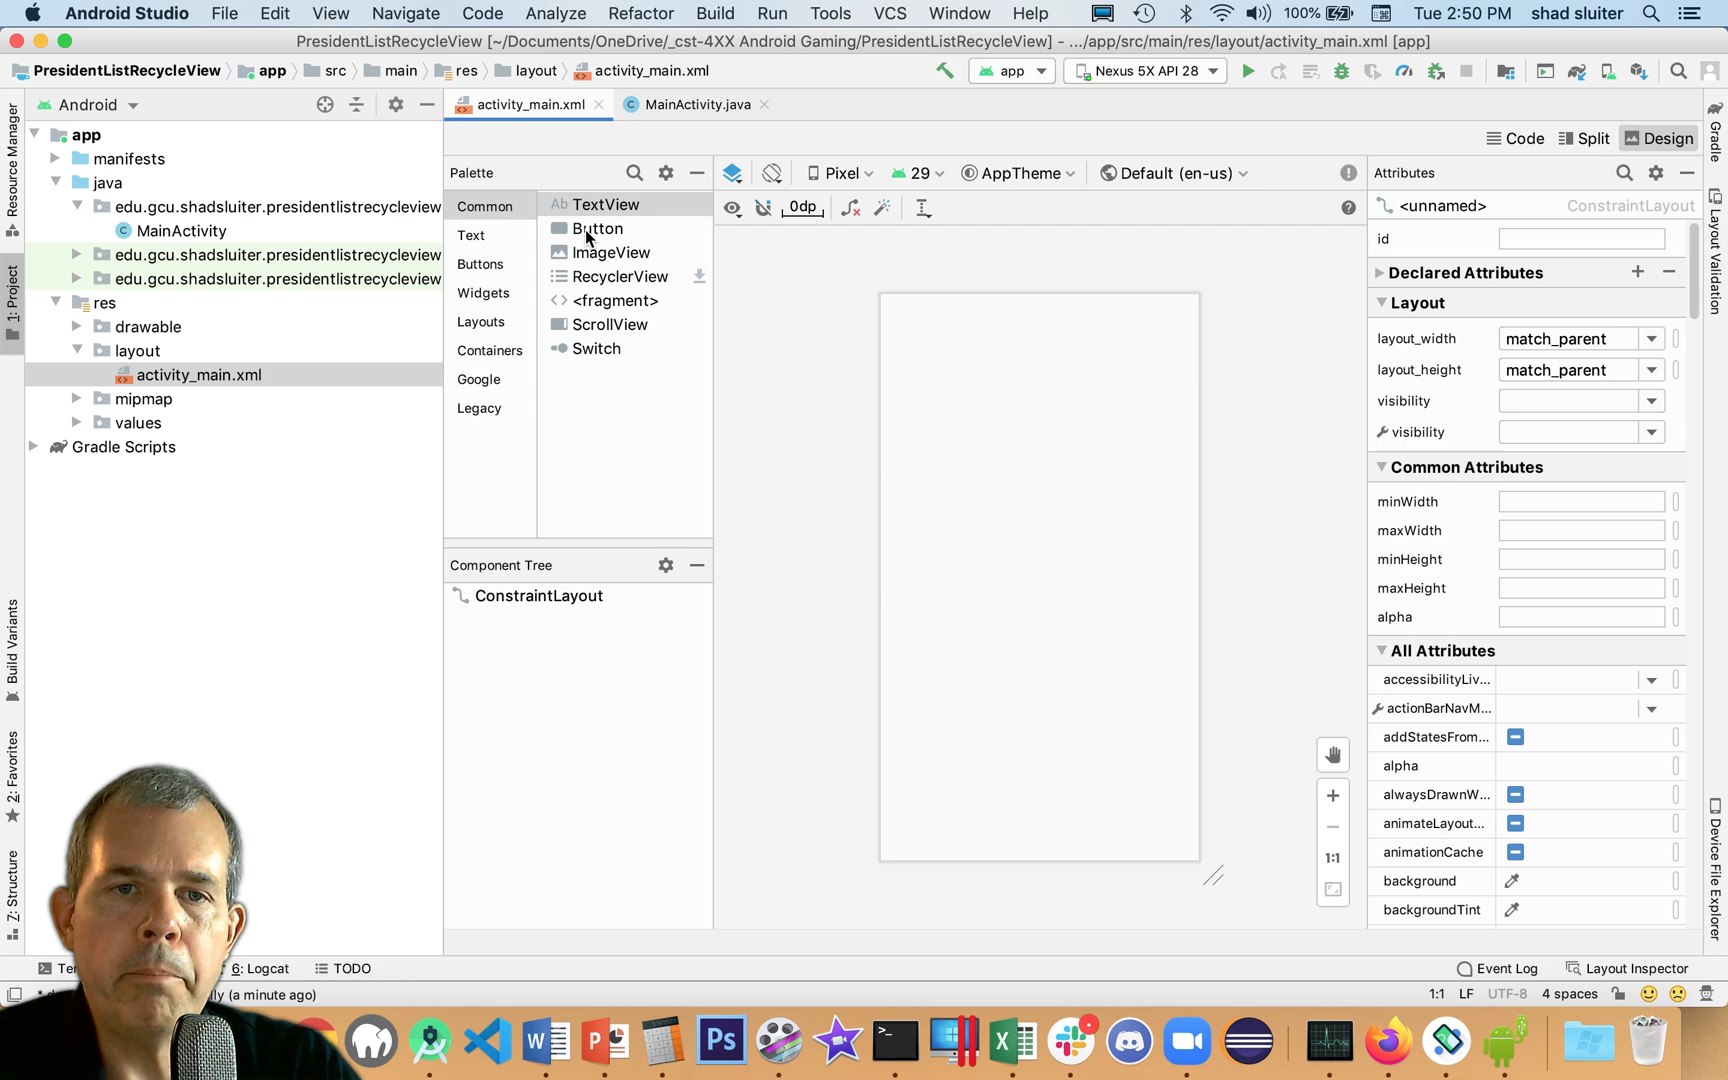 Android Studio File Edit View Navigate Code Analyze Refactor Build Run Tools VCS Window Help 100% Tue 2:50 PM shad sluiter
PresidentListRecycleView [~/Documents/OneDrive/_cst-4XX Android Gaming/PresidentListRecycleView] - .../app/src/main/res/layout/activity_main.xml [app]
PresidentListRecycleView app src main res layout activity_main.xml app Nexus 5X API 28
Android
activity_main.xml MainActivity.java
app
manifests
java
edu.gcu.shadsluiter.presidentlistrecycleview
MainActivity
edu.gcu.shadsluiter.presidentlistrecycleview
edu.gcu.shadsluiter.presidentlistrecycleview
res
drawable
layout
activity_main.xml
mipmap
values
Gradle Scripts
Resource Manager
1: Project
Build Variants
2: Favorites
7: Structure
Code Split Design
Palette
Common
Text
Buttons
Widgets
Layouts
Containers
Google
Legacy
Ab TextView
Button
ImageView
RecyclerView
<fragment>
ScrollView
Switch
Component Tree
ConstraintLayout
Pixel 29 AppTheme Default (en-us)
0dp
1:1
Attributes
<unnamed> ConstraintLayout
id
Declared Attributes
Layout
layout_width match_parent
layout_height match_parent
visibility
visibility
Common Attributes
minWidth
maxWidth
minHeight
maxHeight
alpha
All Attributes
accessibilityLiv...
actionBarNavM...
addStatesFrom...
alpha
alwaysDrawnW...
animateLayout...
animationCache
background
backgroundTint
Gradle
Layout Validation
Device File Explorer
6: Logcat TODO Event Log Layout Inspector
(a minute ago) 1:1 LF UTF-8 4 spaces
Ps